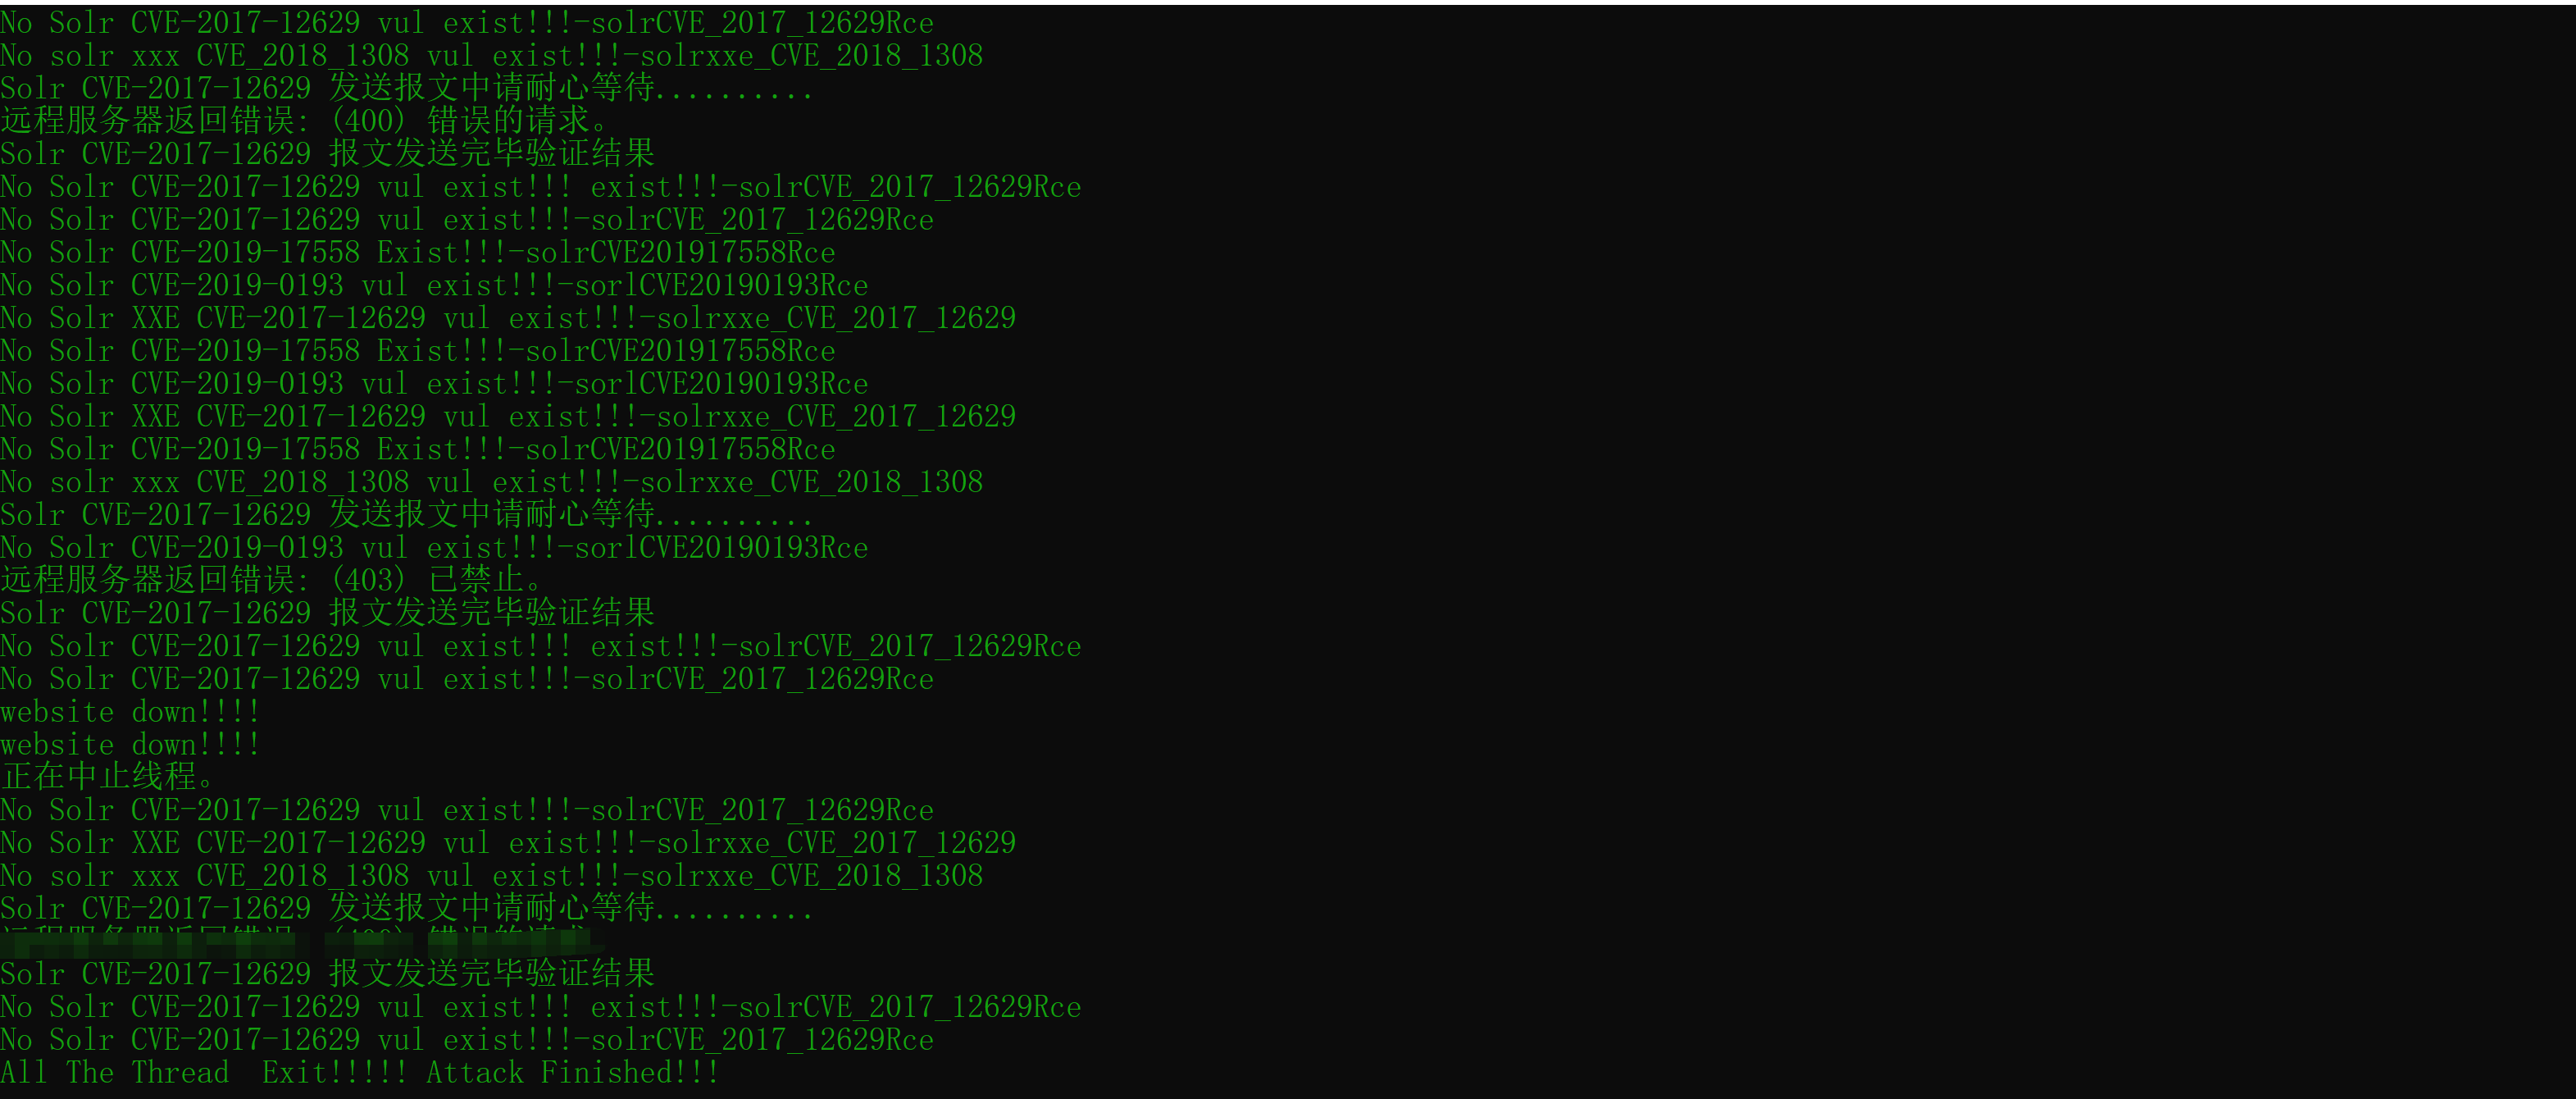 No Solr CVE-2017-12629 vul exist!!!-solrCVE_2017_12629Rce
No solr xxx CVE_2018_1308 vul exist!!!-solrxxe_CVE_2018_1308
Solr CVE-2017-12629 发送报文中请耐心等待..........
远程服务器返回错误: (400) 错误的请求。
Solr CVE-2017-12629 报文发送完毕验证结果
No Solr CVE-2017-12629 vul exist!!! exist!!!-solrCVE_2017_12629Rce
No Solr CVE-2017-12629 vul exist!!!-solrCVE_2017_12629Rce
No Solr CVE-2019-17558 Exist!!!-solrCVE201917558Rce
No Solr CVE-2019-0193 vul exist!!!-sorlCVE20190193Rce
No Solr XXE CVE-2017-12629 vul exist!!!-solrxxe_CVE_2017_12629
No Solr CVE-2019-17558 Exist!!!-solrCVE201917558Rce
No Solr CVE-2019-0193 vul exist!!!-sorlCVE20190193Rce
No Solr XXE CVE-2017-12629 vul exist!!!-solrxxe_CVE_2017_12629
No Solr CVE-2019-17558 Exist!!!-solrCVE201917558Rce
No solr xxx CVE_2018_1308 vul exist!!!-solrxxe_CVE_2018_1308
Solr CVE-2017-12629 发送报文中请耐心等待..........
No Solr CVE-2019-0193 vul exist!!!-sorlCVE20190193Rce
远程服务器返回错误: (403) 已禁止。
Solr CVE-2017-12629 报文发送完毕验证结果
No Solr CVE-2017-12629 vul exist!!! exist!!!-solrCVE_2017_12629Rce
No Solr CVE-2017-12629 vul exist!!!-solrCVE_2017_12629Rce
website down!!!!
website down!!!!
正在中止线程。
No Solr CVE-2017-12629 vul exist!!!-solrCVE_2017_12629Rce
No Solr XXE CVE-2017-12629 vul exist!!!-solrxxe_CVE_2017_12629
No solr xxx CVE_2018_1308 vul exist!!!-solrxxe_CVE_2018_1308
Solr CVE-2017-12629 发送报文中请耐心等待..........
Solr CVE-2017-12629 报文发送完毕验证结果
No Solr CVE-2017-12629 vul exist!!! exist!!!-solrCVE_2017_12629Rce
No Solr CVE-2017-12629 vul exist!!!-solrCVE_2017_12629Rce
All The Thread  Exit!!!!! Attack Finished!!!